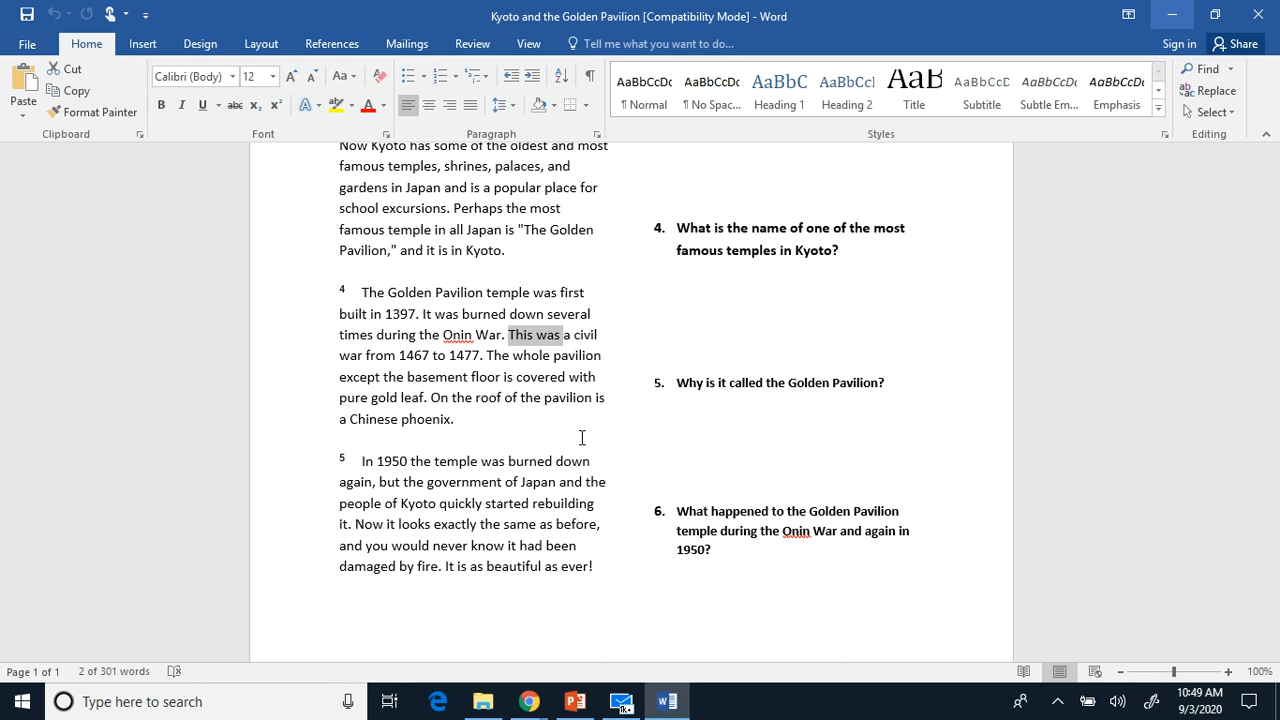 Kyoto and the Golden Pavilion [Compatibility Mode] - Word
File Home Insert Design Layout References Mailings Review View Tell me what you want to do... Sign in Share
Cut
Copy
Format Painter
Paste
Calibri (Body) 12
AaBbCcDc AaBbCcDc AaBbC AaBbCcI AaB AaBbCcD AaBbCcDc AaBbCcDc
¶ Normal ¶ No Spac... Heading 1 Heading 2 Title Subtitle Subtle Em... Emphasis
Find
Replace
Select
Clipboard Font Paragraph Styles Editing
Now Kyoto has some of the oldest and most
famous temples, shrines, palaces, and
gardens in Japan and is a popular place for
school excursions. Perhaps the most
famous temple in all Japan is "The Golden
Pavilion," and it is in Kyoto.
4 The Golden Pavilion temple was first
built in 1397. It was burned down several
times during the Onin War. This was a civil
war from 1467 to 1477. The whole pavilion
except the basement floor is covered with
pure gold leaf. On the roof of the pavilion is
a Chinese phoenix.
5 In 1950 the temple was burned down
again, but the government of Japan and the
people of Kyoto quickly started rebuilding
it. Now it looks exactly the same as before,
and you would never know it had been
damaged by fire. It is as beautiful as ever!
4. What is the name of one of the most
famous temples in Kyoto?
5. Why is it called the Golden Pavilion?
6. What happened to the Golden Pavilion
temple during the Onin War and again in
1950?
Page 1 of 1 2 of 301 words 100%
Type here to search
10:49 AM
9/3/2020